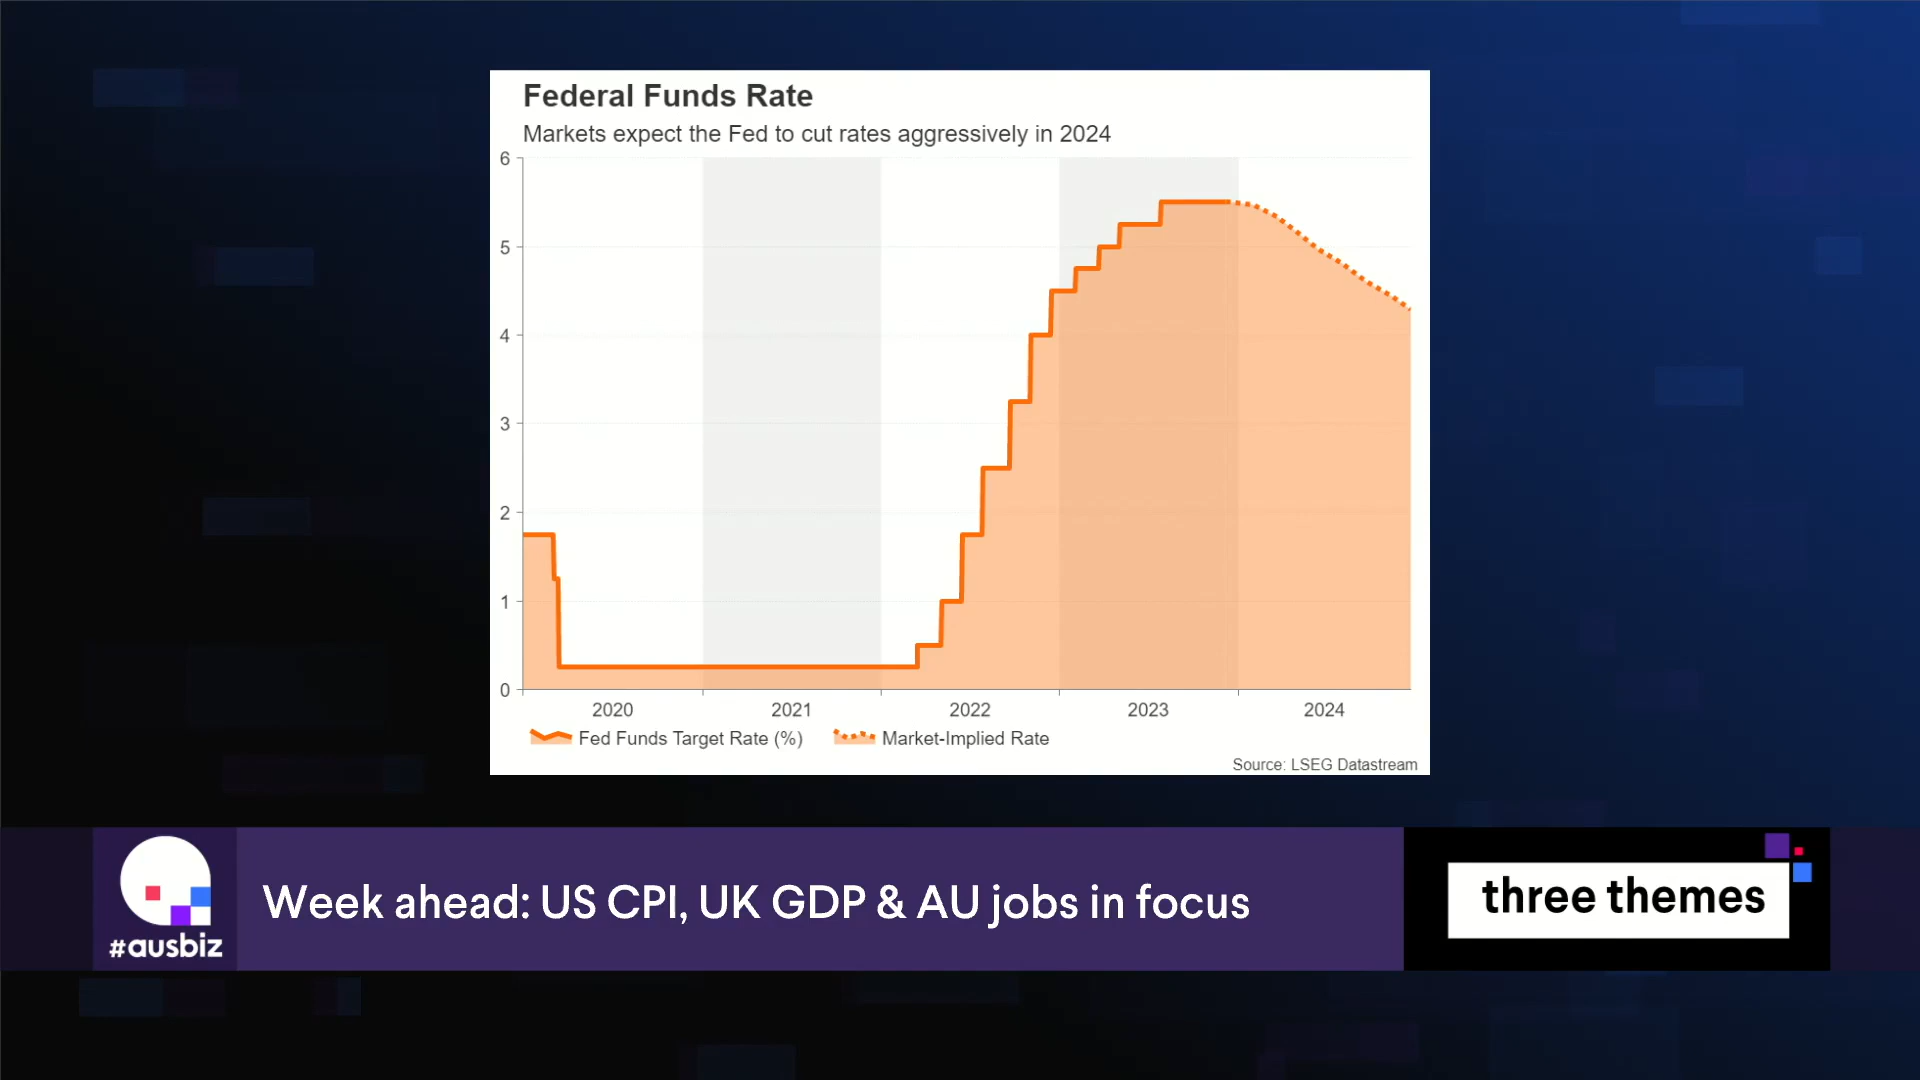 Federal Funds Rate
Markets expect the Fed to cut rates aggressively in 2024
6
5
4
3
2
1
0
2020 2021 2022 2023 2024
Fed Funds Target Rate (%) Market-Implied Rate
Source: LSEG Datastream
#ausbiz
Week ahead: US CPI, UK GDP & AU jobs in focus
three themes